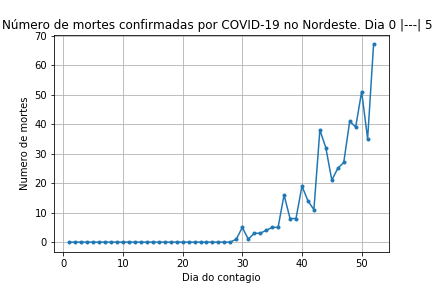 Número de mortes confirmadas por COVID-19 no Nordeste. Dia 0 |---| 5
70
60
50
40
30
20
10
0
Numero de mortes
0 10 20 30 40 50
Dia do contagio